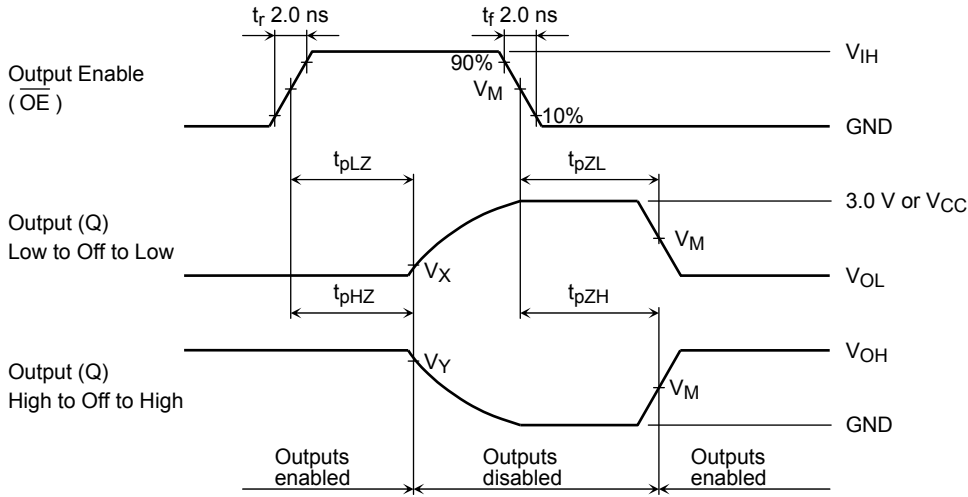 tr 2.0 ns
tf 2.0 ns
Output Enable
( OE )
90%
VM
10%
VIH
GND
tpLZ
tpZL
Output (Q)
Low to Off to Low
3.0 V or VCC
VX
VM
VOL
tpHZ
tpZH
Output (Q)
High to Off to High
VY
VM
VOH
GND
Outputs
enabled
Outputs
disabled
Outputs
enabled